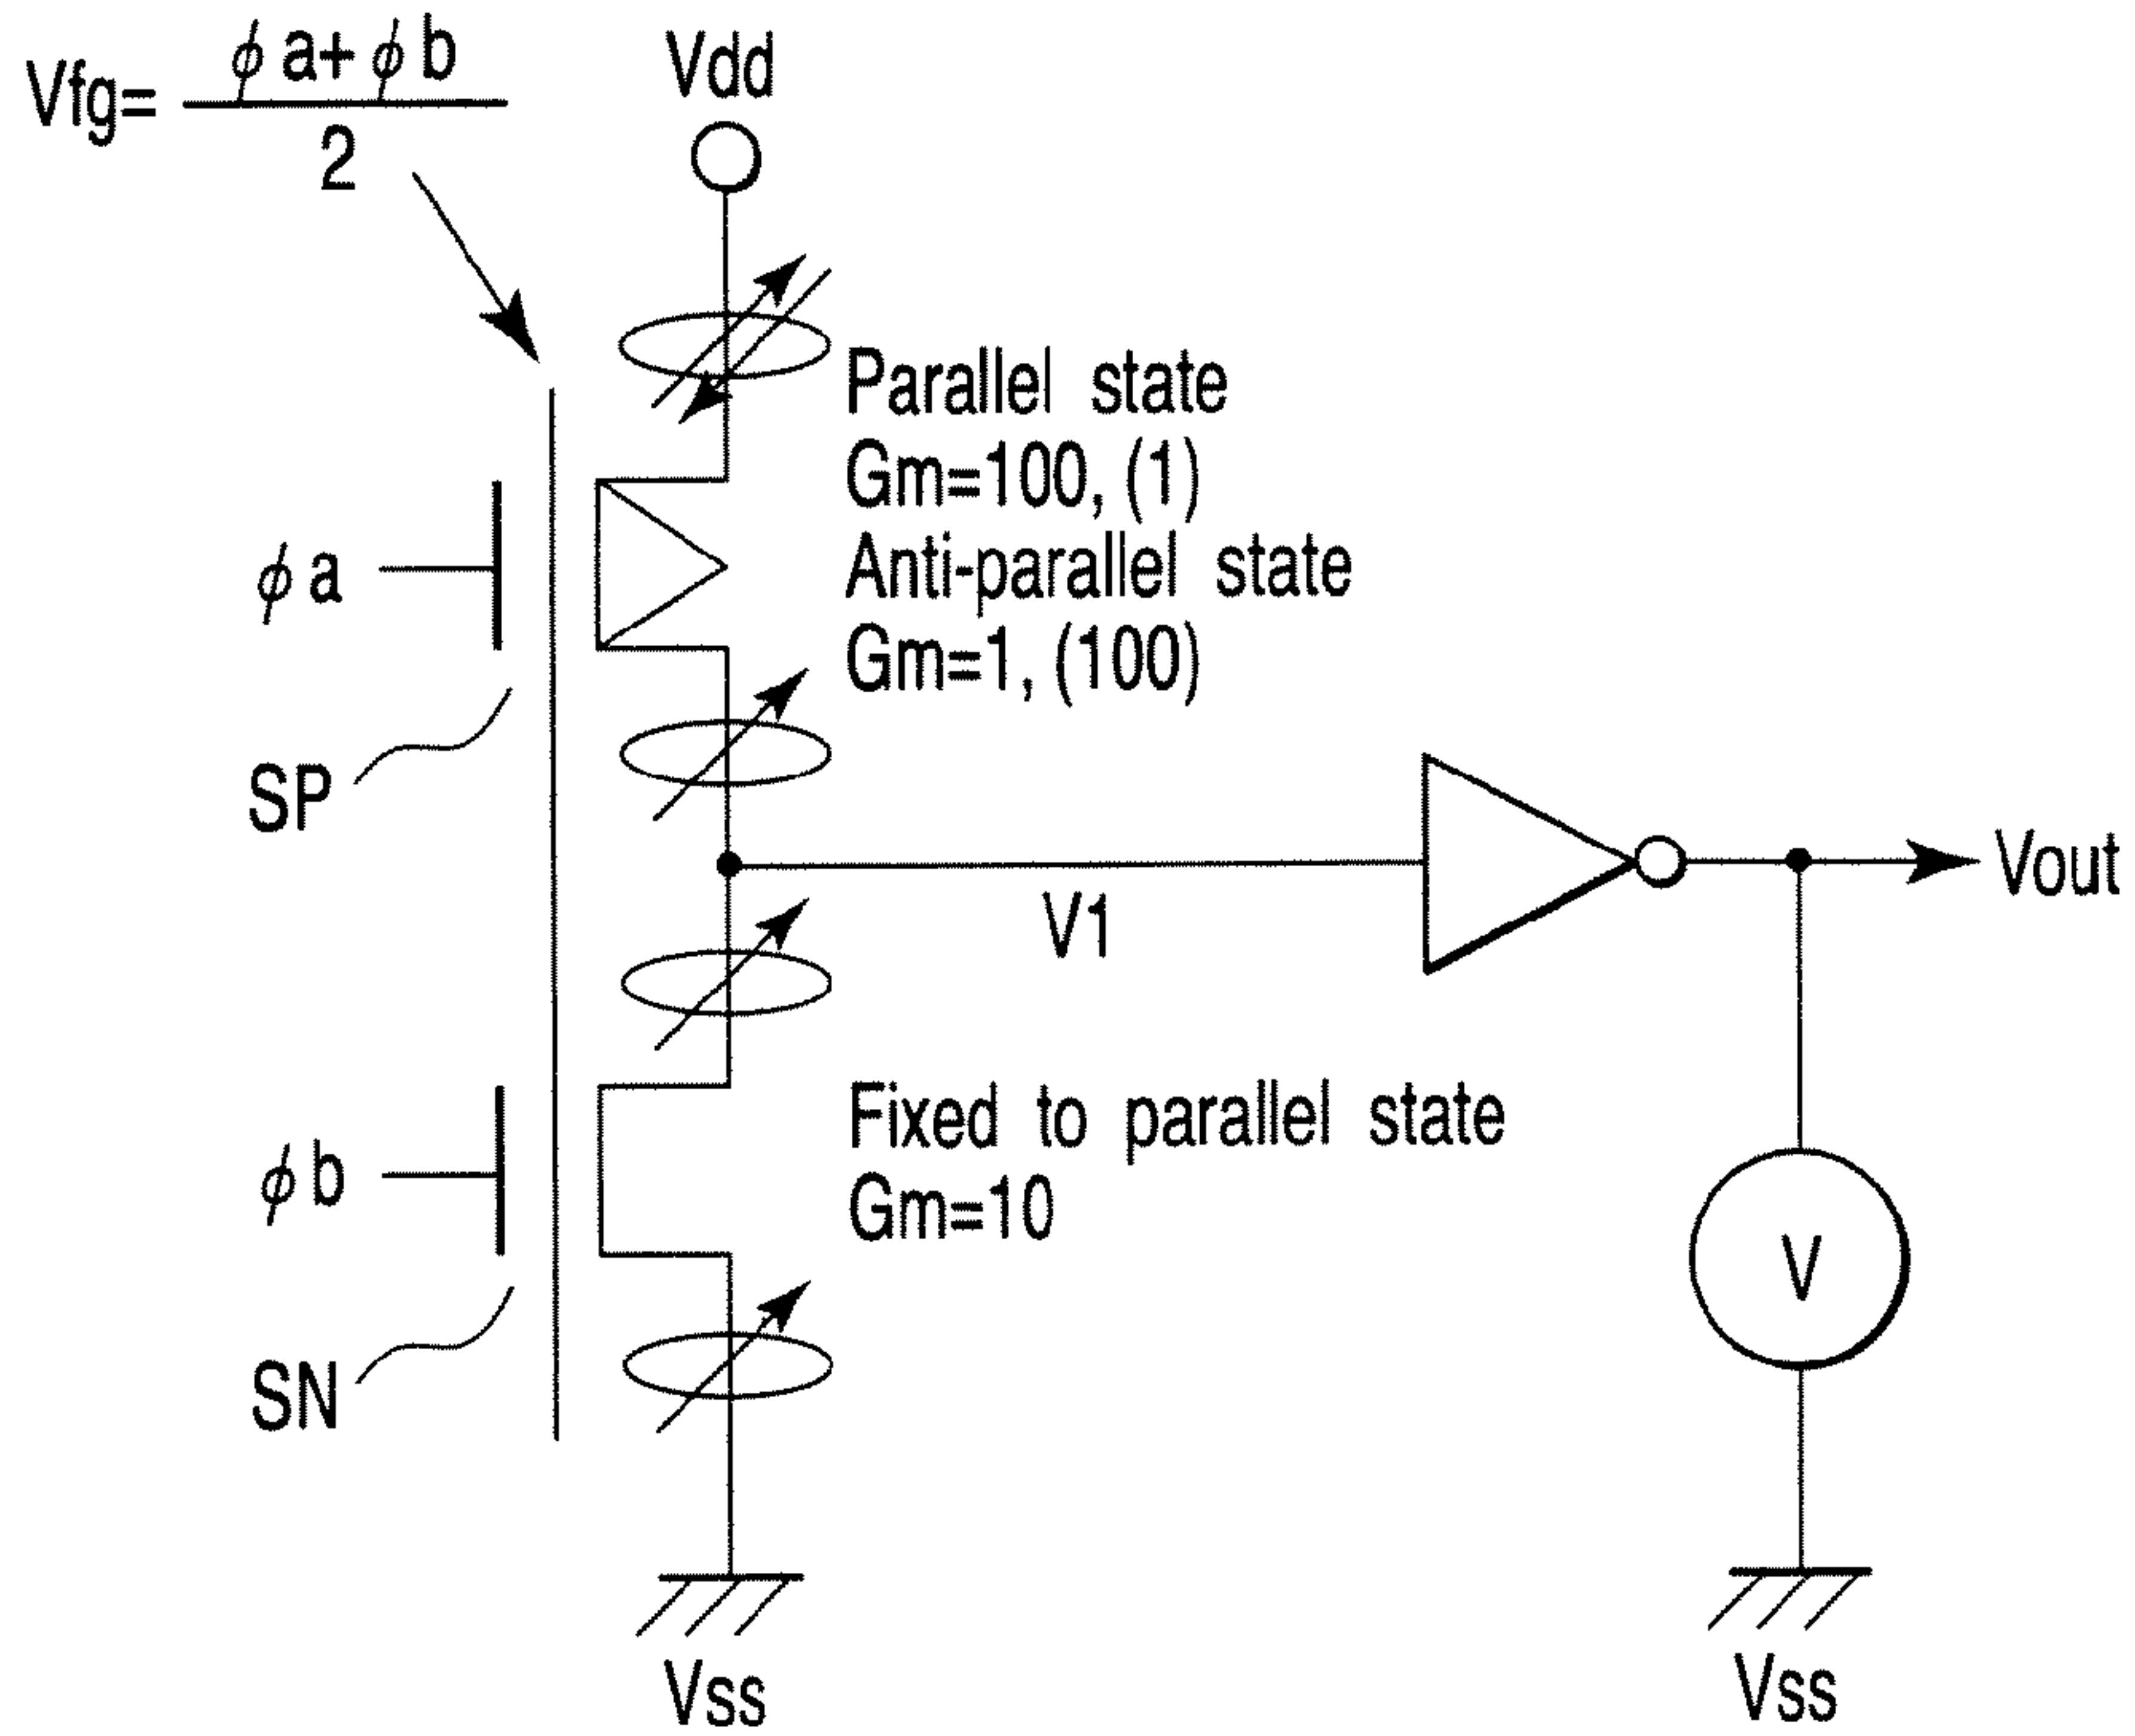 Vfg= ϕa+ϕb
2
Vdd
Parallel state
Gm=100, (1)
Anti-parallel state
Gm=1, (100)
ϕa
SP
V1
Vout
Fixed to parallel state
Gm=10
ϕb
V
SN
Vss
Vss